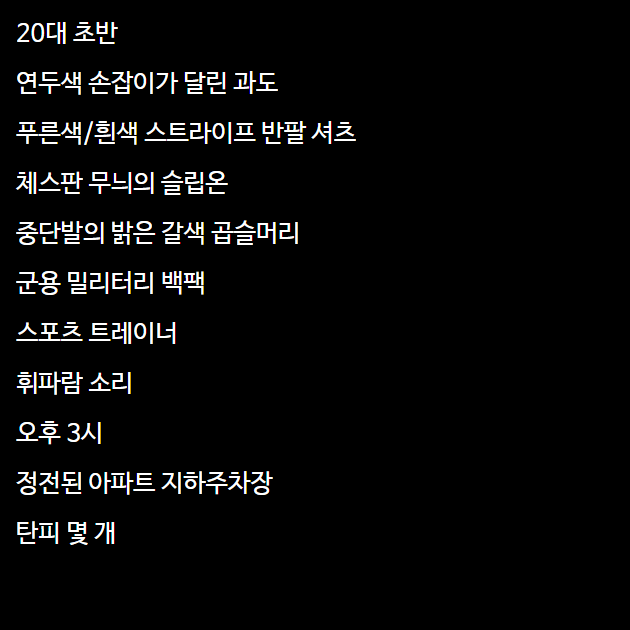 20대 초반
연두색 손잡이가 달린 과도
푸른색/흰색 스트라이프 반팔 셔츠
체스판 무늬의 슬립온
중단발의 밝은 갈색 곱슬머리
군용 밀리터리 백팩
스포츠 트레이너
휘파람 소리
오후 3시
정전된 아파트 지하주차장
탄피 몇 개